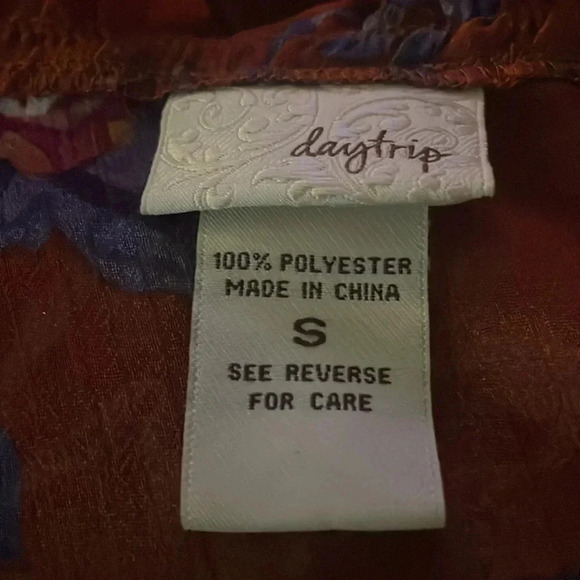 daytrip
100% POLYESTER
MADE IN CHINA
S
SEE REVERSE
FOR CARE